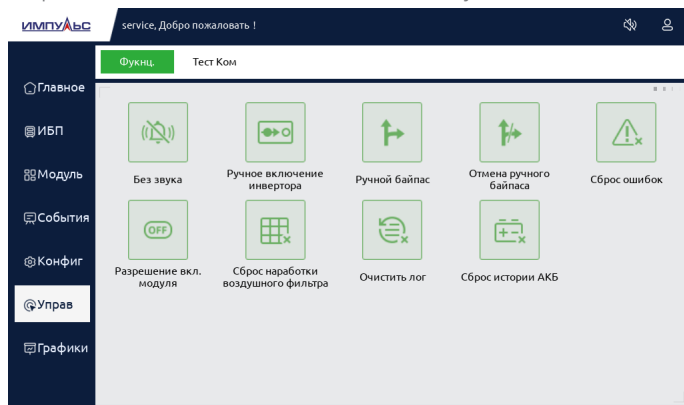 ИМПУЛЬС
service, Добро пожаловать !
Фукнц.
Тест Ком
Главное
ИБП
Модуль
События
Конфиг
Управ
Графики
Без звука
Ручное включение
инвертора
Ручной байпас
Отмена ручного
байпаса
Сброс ошибок
OFF
Разрешение вкл.
модуля
Сброс наработки
воздушного фильтра
Очистить лог
Сброс истории АКБ